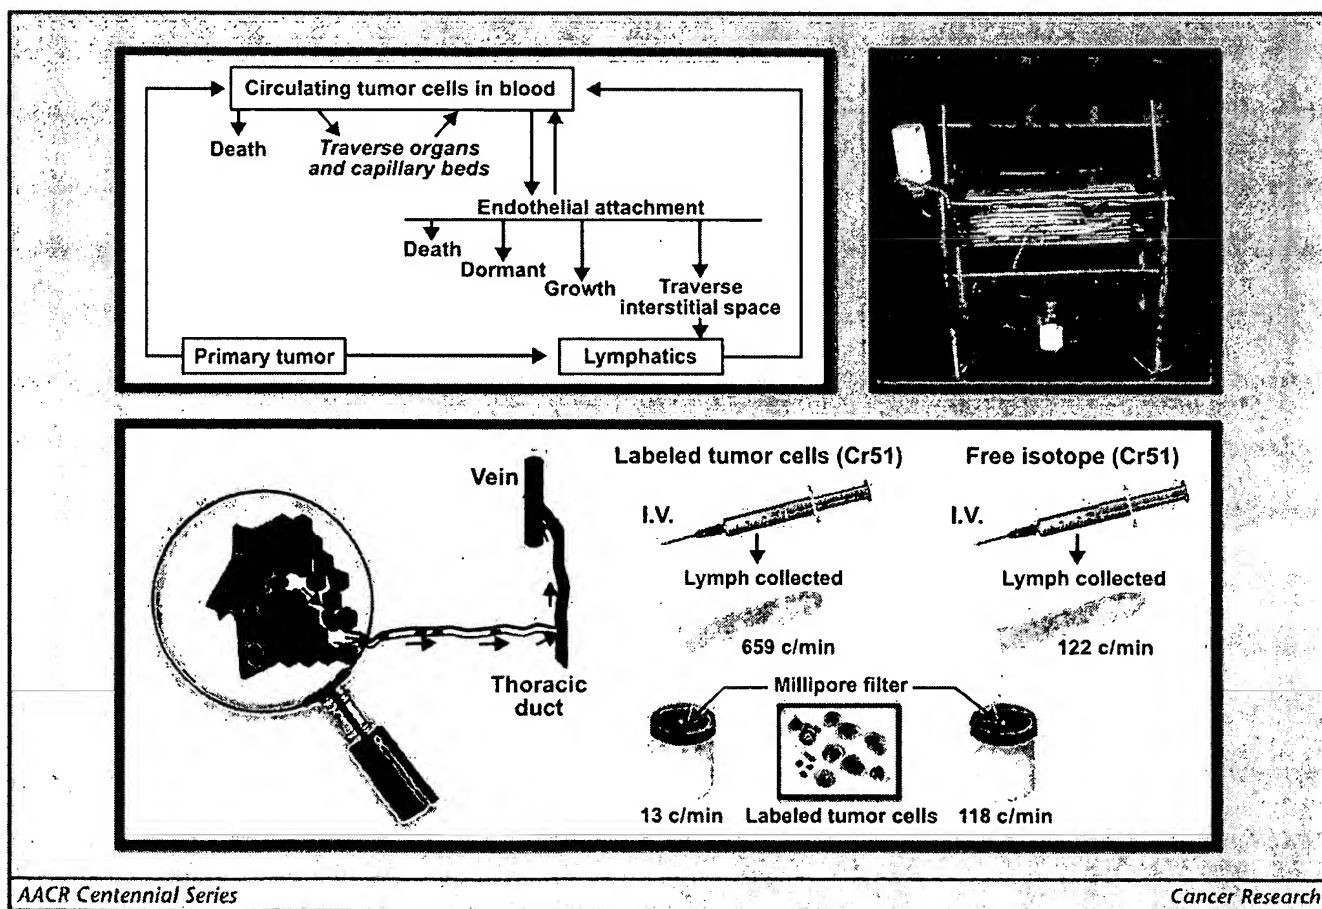 Circulating tumor cells in blood
Death
Traverse organs
and capillary beds
Endothelial attachment
Death
Dormant
Growth
Traverse
interstitial space
Primary tumor
Lymphatics
Vein
Thoracic
duct
Labeled tumor cells (Cr51)
I.V.
Lymph collected
659 c/min
Free isotope (Cr51)
I.V.
Lymph collected
122 c/min
Millipore filter
13 c/min
Labeled tumor cells
118 c/min
AACR Centennial Series
Cancer Research